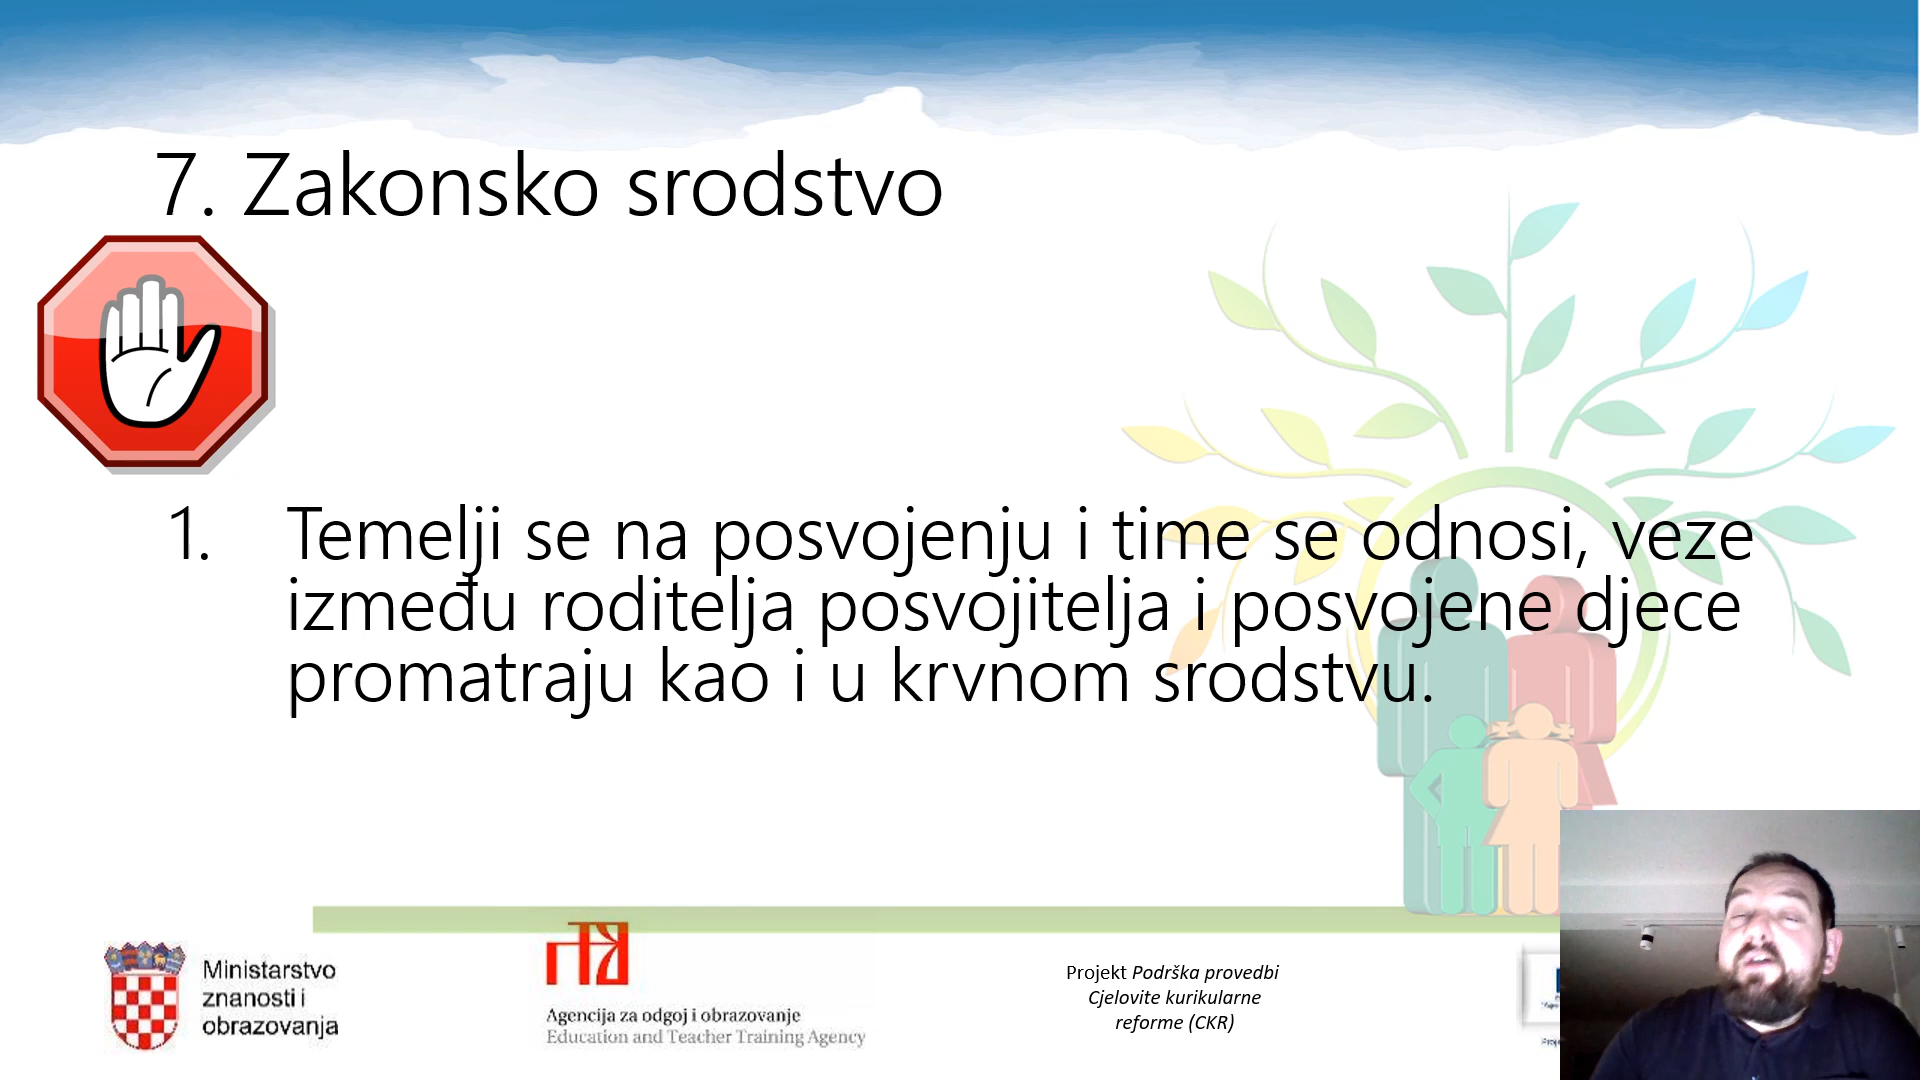 7. Zakonsko srodstvo
1. Temelji se na posvojenju i time se odnosi, veze
između roditelja posvojitelja i posvojene djece
promatraju kao i u krvnom srodstvu.
Ministarstvo
znanosti i
obrazovanja
Agencija za odgoj i obrazovanje
Education and Teacher Training Agency
Projekt Podrška provedbi
Cjelovite kurikularne
reforme (CKR)